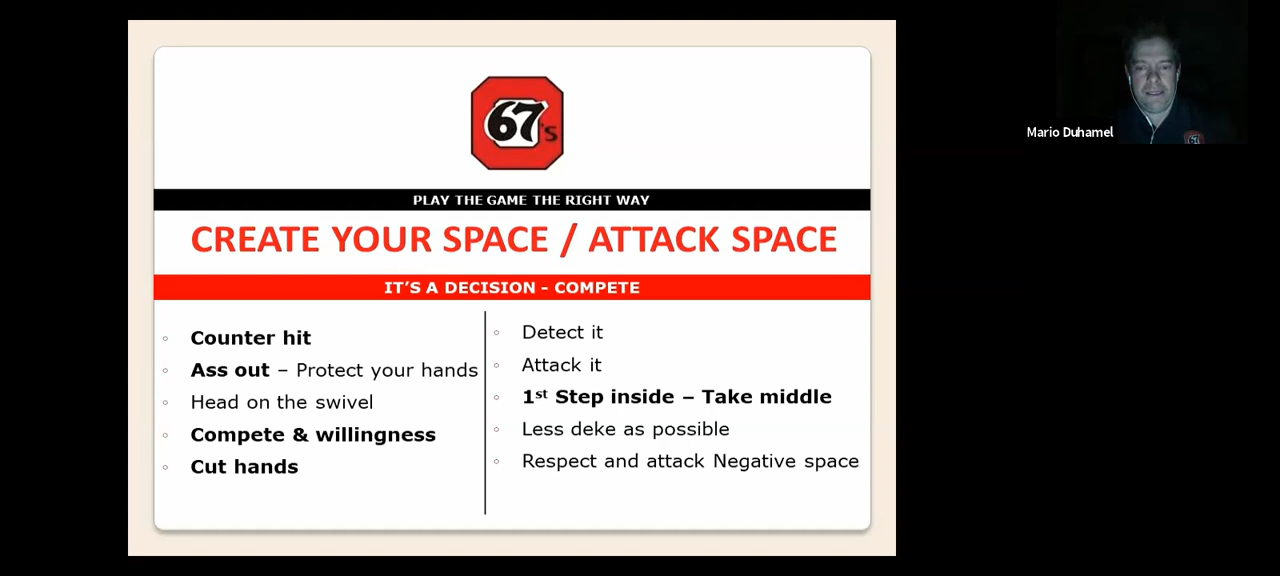 67's
Mario Duhamel
PLAY THE GAME THE RIGHT WAY
CREATE YOUR SPACE / ATTACK SPACE
IT'S A DECISION – COMPETE
Counter hit
Ass out – Protect your hands
Head on the swivel
Compete & willingness
Cut hands
Detect it
Attack it
1st Step inside – Take middle
Less deke as possible
Respect and attack Negative space